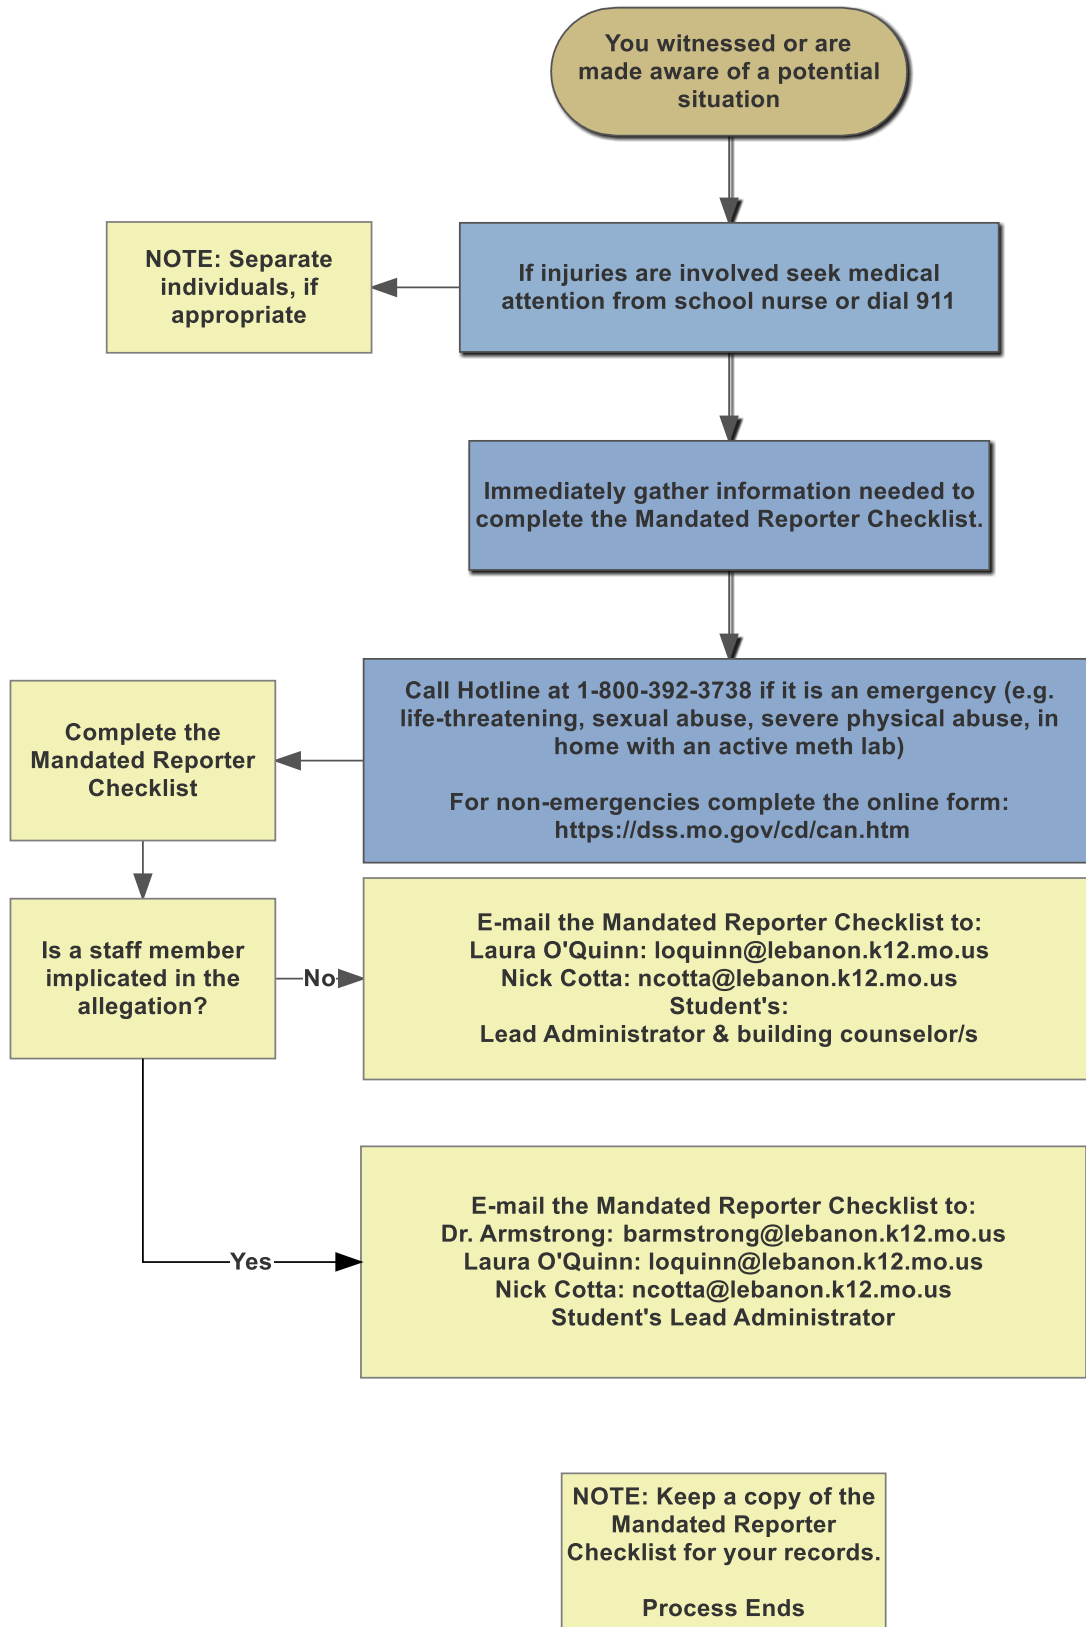 You witnessed or are
made aware of a potential
situation
NOTE: Separate
individuals, if
appropriate
If injuries are involved seek medical
attention from school nurse or dial 911
Immediately gather information needed to
complete the Mandated Reporter Checklist.
Call Hotline at 1-800-392-3738 if it is an emergency (e.g.
life-threatening, sexual abuse, severe physical abuse, in
home with an active meth lab)
For non-emergencies complete the online form:
https://dss.mo.gov/cd/can.htm
Complete the
Mandated Reporter
Checklist
Is a staff member
implicated in the
allegation?
No
E-mail the Mandated Reporter Checklist to:
Laura O'Quinn: loquinn@lebanon.k12.mo.us
Nick Cotta: ncotta@lebanon.k12.mo.us
Student's:
Lead Administrator & building counselor/s
Yes
E-mail the Mandated Reporter Checklist to:
Dr. Armstrong: barmstrong@lebanon.k12.mo.us
Laura O'Quinn: loquinn@lebanon.k12.mo.us
Nick Cotta: ncotta@lebanon.k12.mo.us
Student's Lead Administrator
NOTE: Keep a copy of the
Mandated Reporter
Checklist for your records.
Process Ends